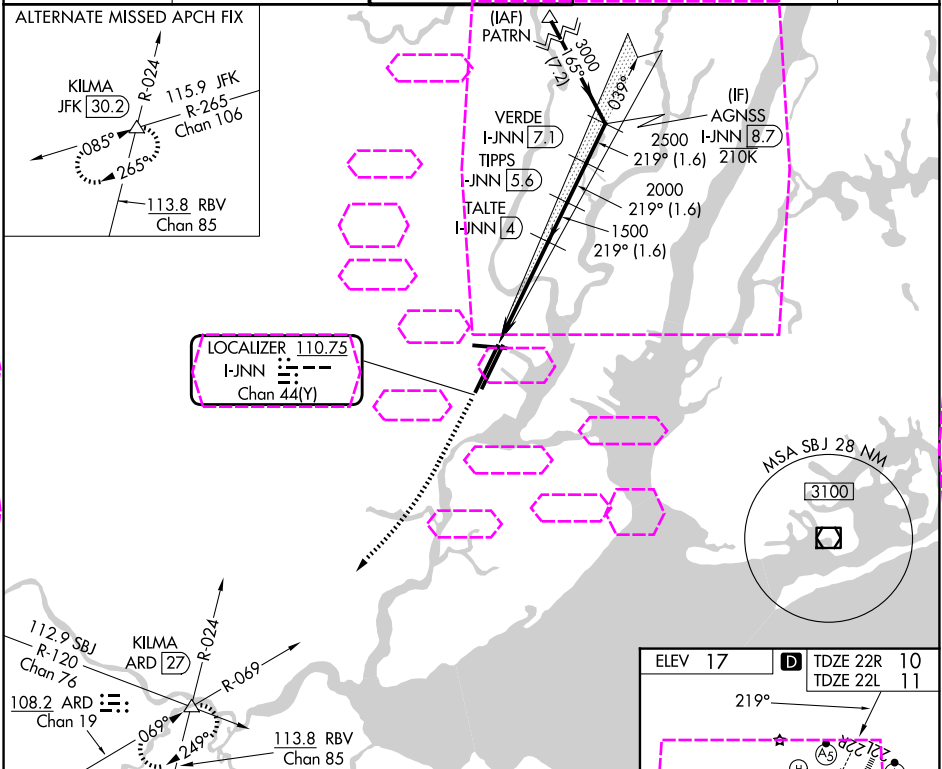 ALTERNATE MISSED APCH FIX
KILMA
JFK 30.2
R-024
115.9 JFK
R-265
Chan 106
085°
265°
113.8 RBV
Chan 85
(IAF)
PATRN
3000
165°
(7.2)
039°
(IF)
AGNSS
I-JNN 8.7
210K
VERDE
I-JNN 7.1
2500
219° (1.6)
TIPPS
I-JNN 5.6
2000
219° (1.6)
TALTE
I-JNN 4
1500
219° (1.6)
LOCALIZER 110.75
I-JNN
Chan 44(Y)
MSA SBJ 28 NM
3100
112.9 SBJ
R-120
Chan 76
KILMA
ARD 27
R-024
R-069
108.2 ARD
Chan 19
069°
249°
113.8 RBV
Chan 85
ELEV 17
D
TDZE 22R 10
TDZE 22L 11
219°
A5
22R
22L
H